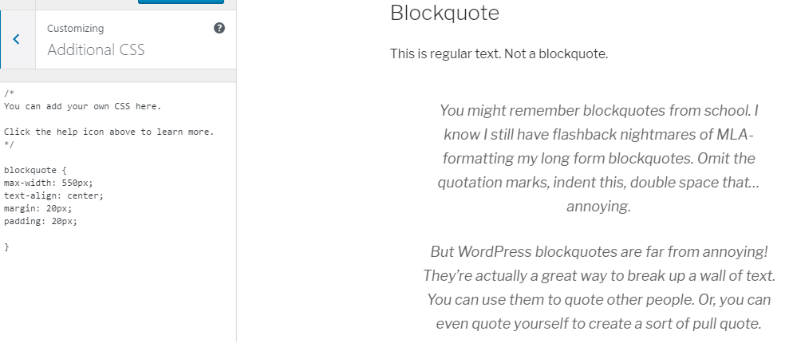 Customizing
Additional CSS
/*
You can add your own CSS here.
Click the help icon above to learn more.
*/
blockquote {
max-width: 550px;
text-align: center;
margin: 20px;
padding: 20px;
}
Blockquote
This is regular text. Not a blockquote.
You might remember blockquotes from school. I
know I still have flashback nightmares of MLA-
formatting my long form blockquotes. Omit the
quotation marks, indent this, double space that…
annoying.
But WordPress blockquotes are far from annoying!
They’re actually a great way to break up a wall of text.
You can use them to quote other people. Or, you can
even quote yourself to create a sort of pull quote.